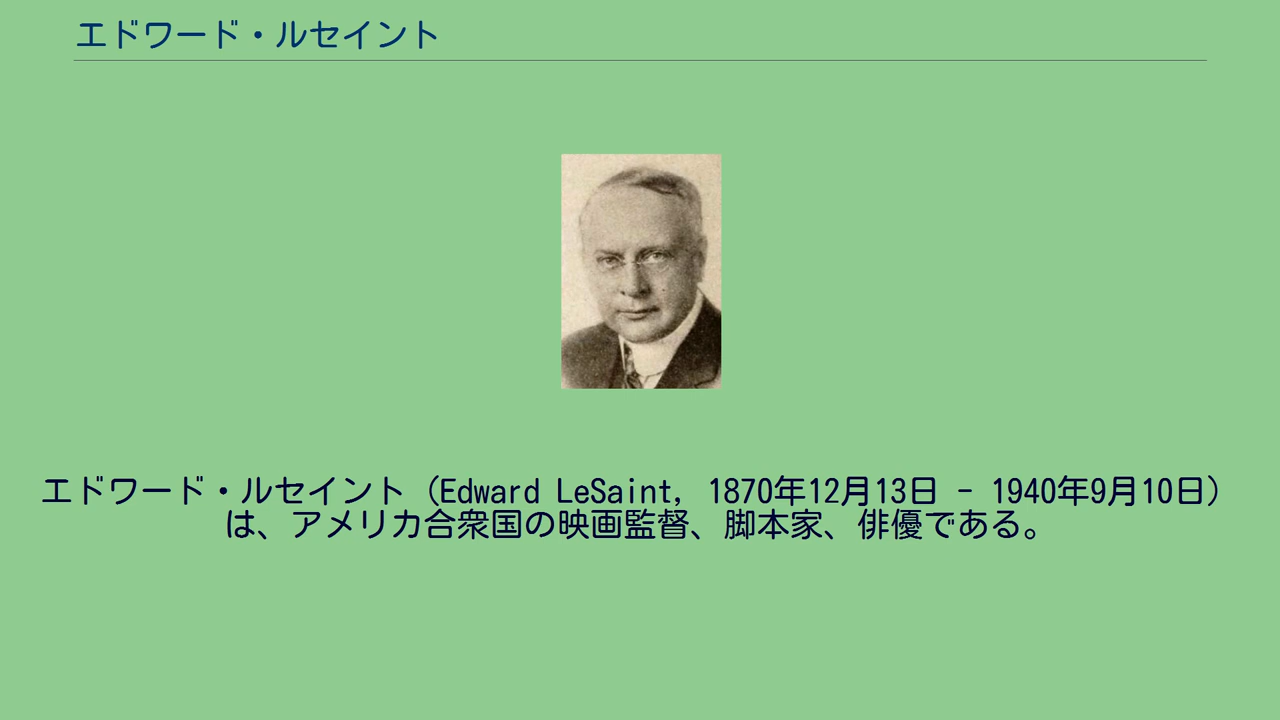 エドワード・ルセイント
エドワード・ルセイント（Edward LeSaint, 1870年12月13日 - 1940年9月10日）
は、アメリカ合衆国の映画監督、脚本家、俳優である。